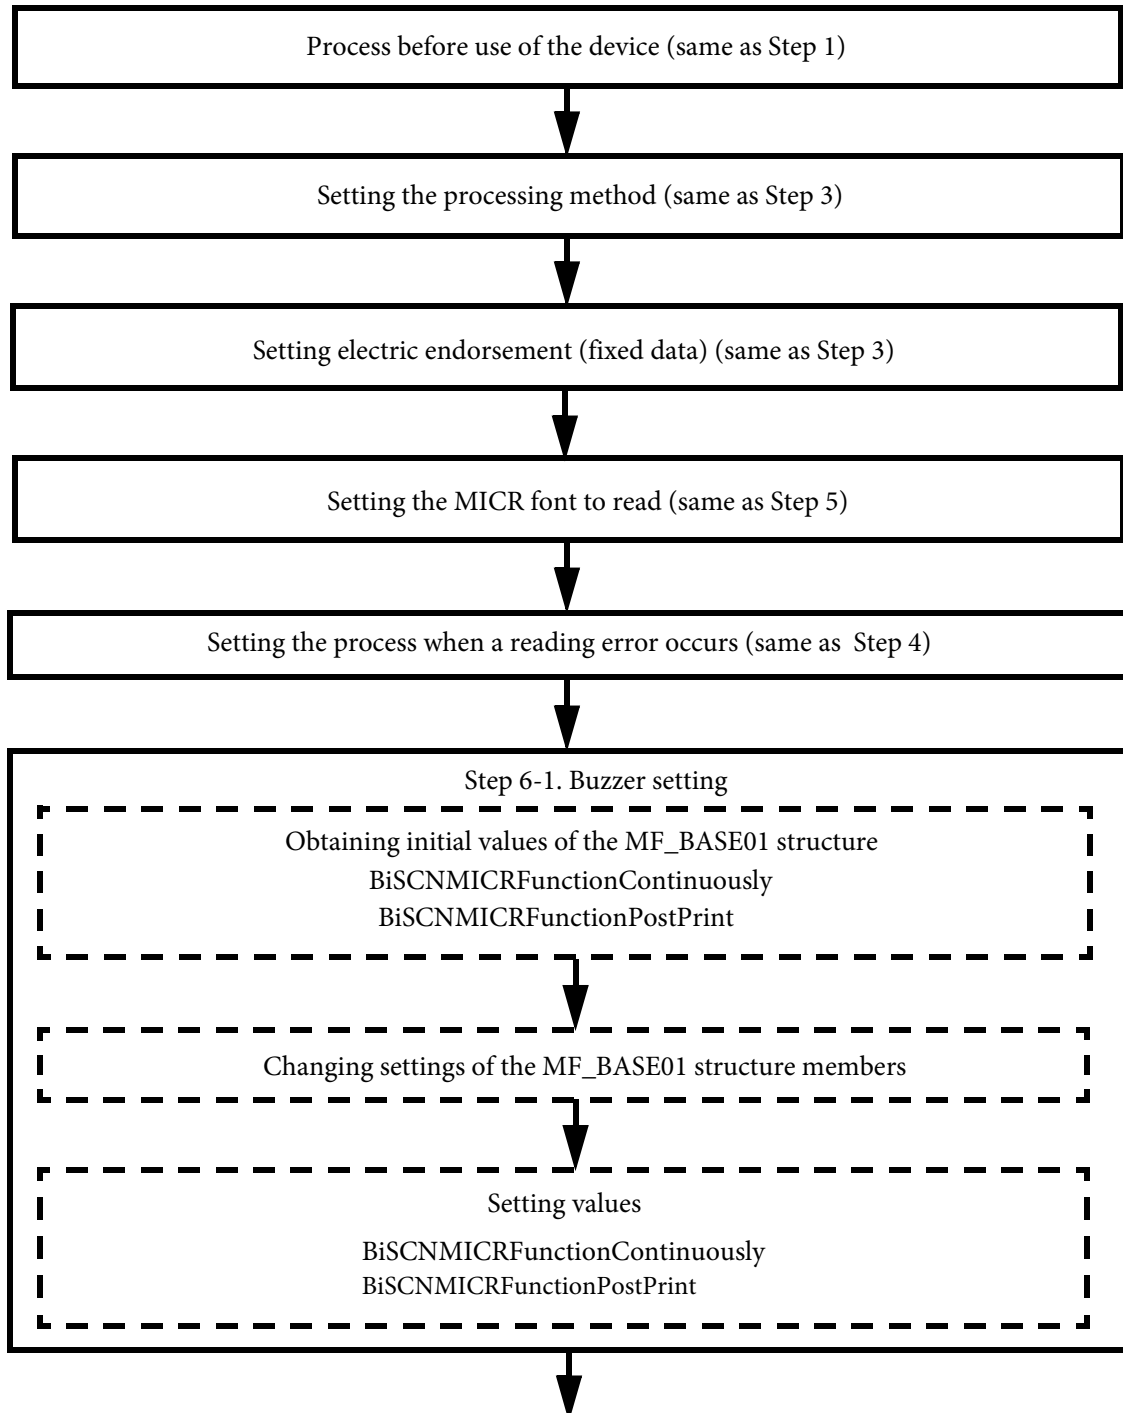 Process before use of the device (same as Step 1)
Setting the processing method (same as Step 3)
Setting electric endorsement (fixed data) (same as Step 3)
Setting the MICR font to read (same as Step 5)
Setting the process when a reading error occurs (same as  Step 4)
Step 6-1. Buzzer setting
Obtaining initial values of the MF_BASE01 structure
BiSCNMICRFunctionContinuously
BiSCNMICRFunctionPostPrint
Changing settings of the MF_BASE01 structure members
Setting values
BiSCNMICRFunctionContinuously
BiSCNMICRFunctionPostPrint